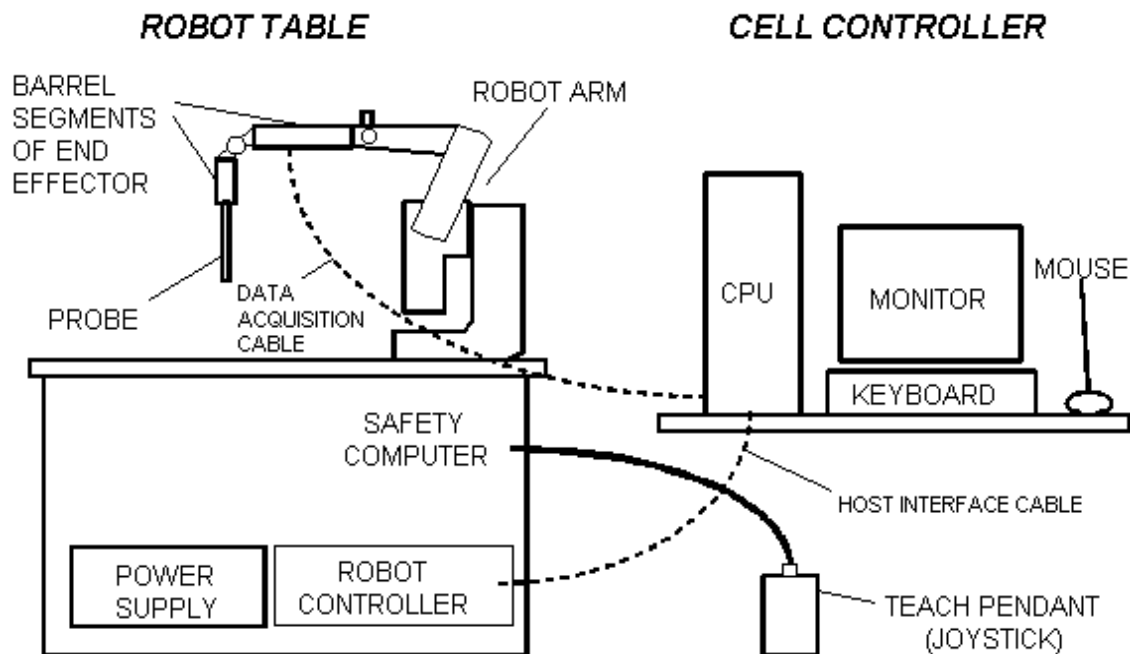 ROBOT TABLE
CELL CONTROLLER
BARREL
SEGMENTS
OF END
EFFECTOR
ROBOT ARM
PROBE
DATA
ACQUISITION
CABLE
CPU
MONITOR
MOUSE
KEYBOARD
SAFETY
COMPUTER
HOST INTERFACE CABLE
POWER
SUPPLY
ROBOT
CONTROLLER
TEACH PENDANT
(JOYSTICK)